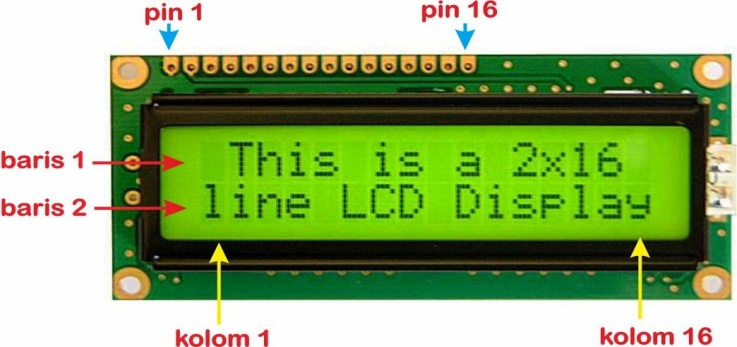 pin 1
pin 16
baris 1
This is a 2x16
baris 2
line LCD Display
kolom 1
kolom 16